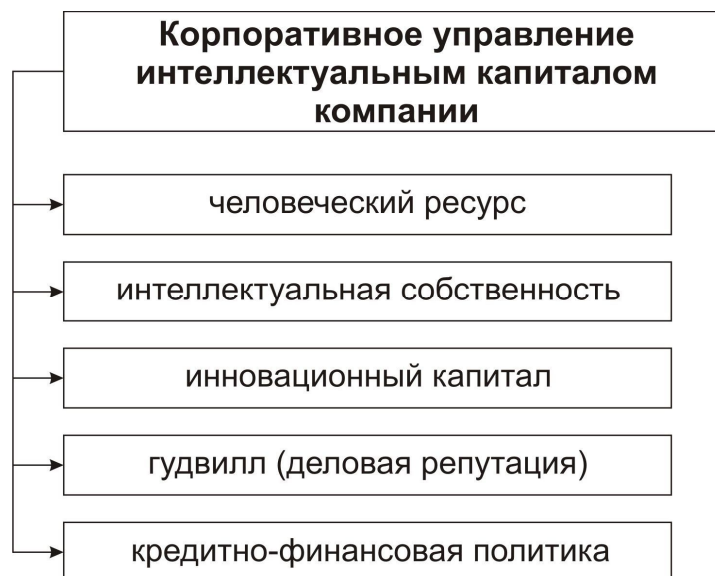 Корпоративное управление
интеллектуальным капиталом
компании
человеческий ресурс
интеллектуальная собственность
инновационный капитал
гудвилл (деловая репутация)
кредитно-финансовая политика